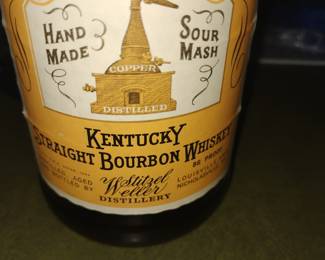 HAND MADE
SOUR MASH
COPPER
DISTILLED
KENTUCKY
STRAIGHT BOURBON WHISKEY
86 PROOF
AGED
BOTTLED BY
Stitzel
Weller
DISTILLERY
LOUISVILLE